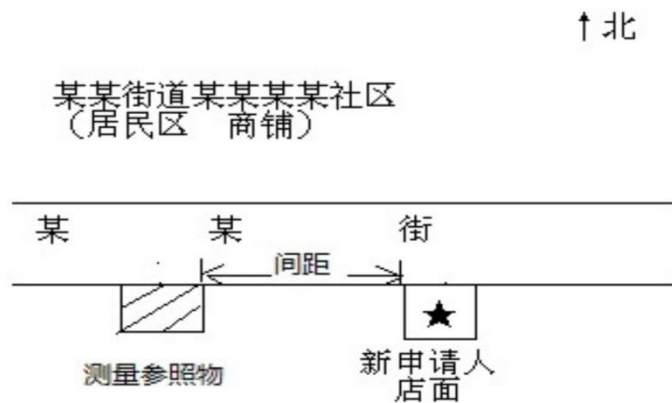 ↑北
某某街道某某某某社区
（居民区 商铺）
某 某 街
间距
测量参照物
新申请人
店面